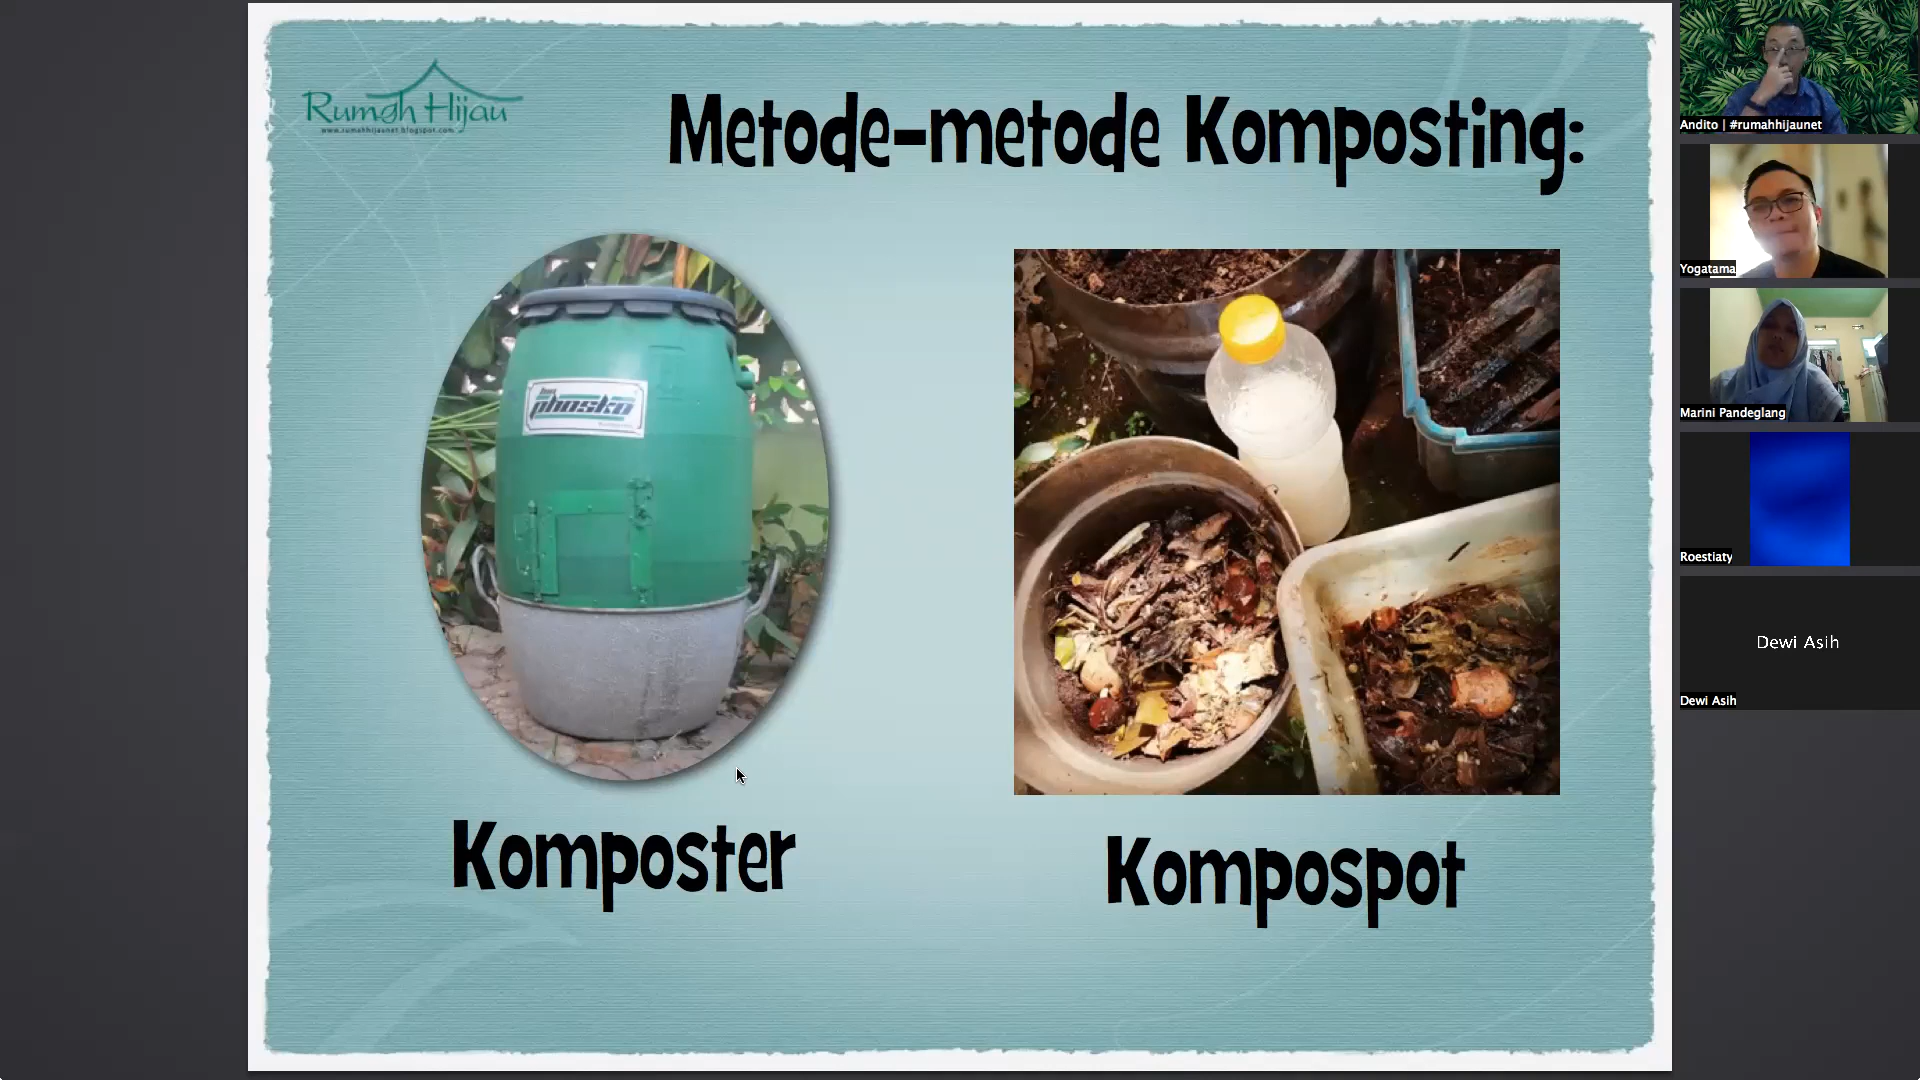 Rumah Hijau
www.rumahhijaunet.blogspot.com
Metode-metode Komposting:
phosko
Komposter
Kompospot
Andito | #rumahhijaunet
Yogatama
Marini Pandeglang
Roestiaty
Dewi Asih
Dewi Asih